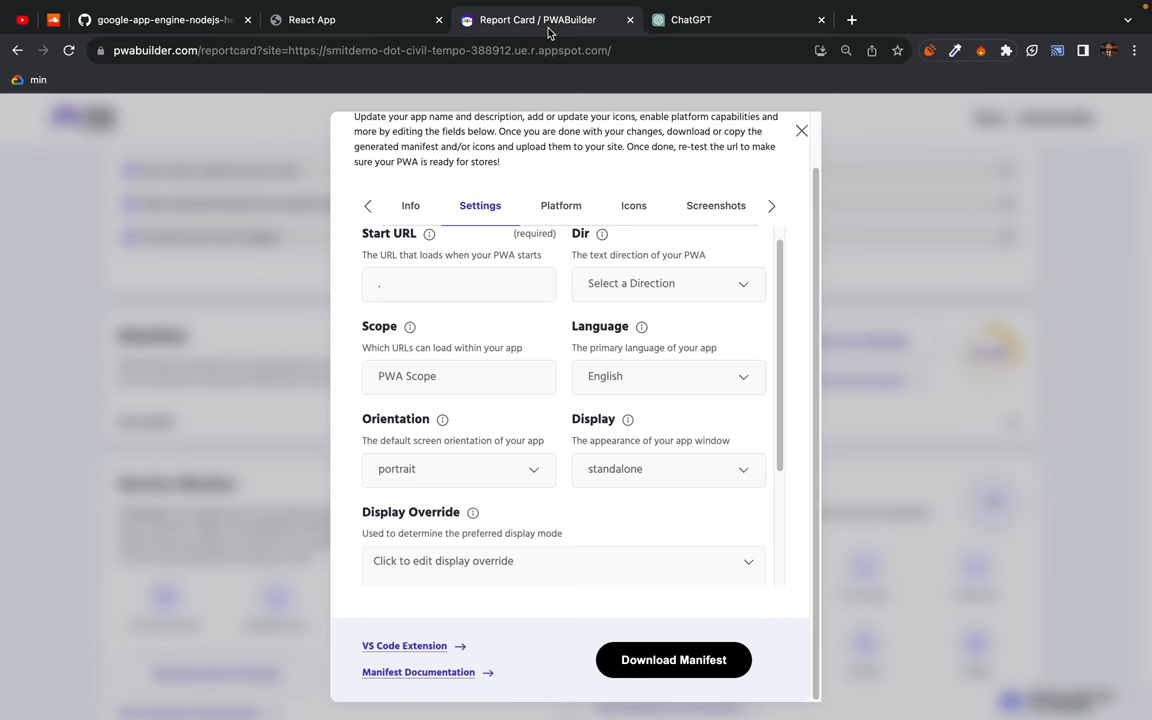 google-app-engine-nodejs-he
React App
Report Card / PWABuilder
ChatGPT
pwabuilder.com/reportcard?site=https://smitdemo-dot-civil-tempo-388912.ue.r.appspot.com/
min
Update your app name and description, add or update your icons, enable platform capabilities and
more by editing the fields below. Once you are done with your changes, download or copy the
generated manifest and/or icons and upload them to your site. Once done, re-test the url to make
sure your PWA is ready for stores!
Info Settings Platform Icons Screenshots
Start URL (required)
The URL that loads when your PWA starts
.
Dir
The text direction of your PWA
Select a Direction
Scope
Which URLs can load within your app
PWA Scope
Language
The primary language of your app
English
Orientation
The default screen orientation of your app
portrait
Display
The appearance of your app window
standalone
Display Override
Used to determine the preferred display mode
Click to edit display override
VS Code Extension
Manifest Documentation
Download Manifest